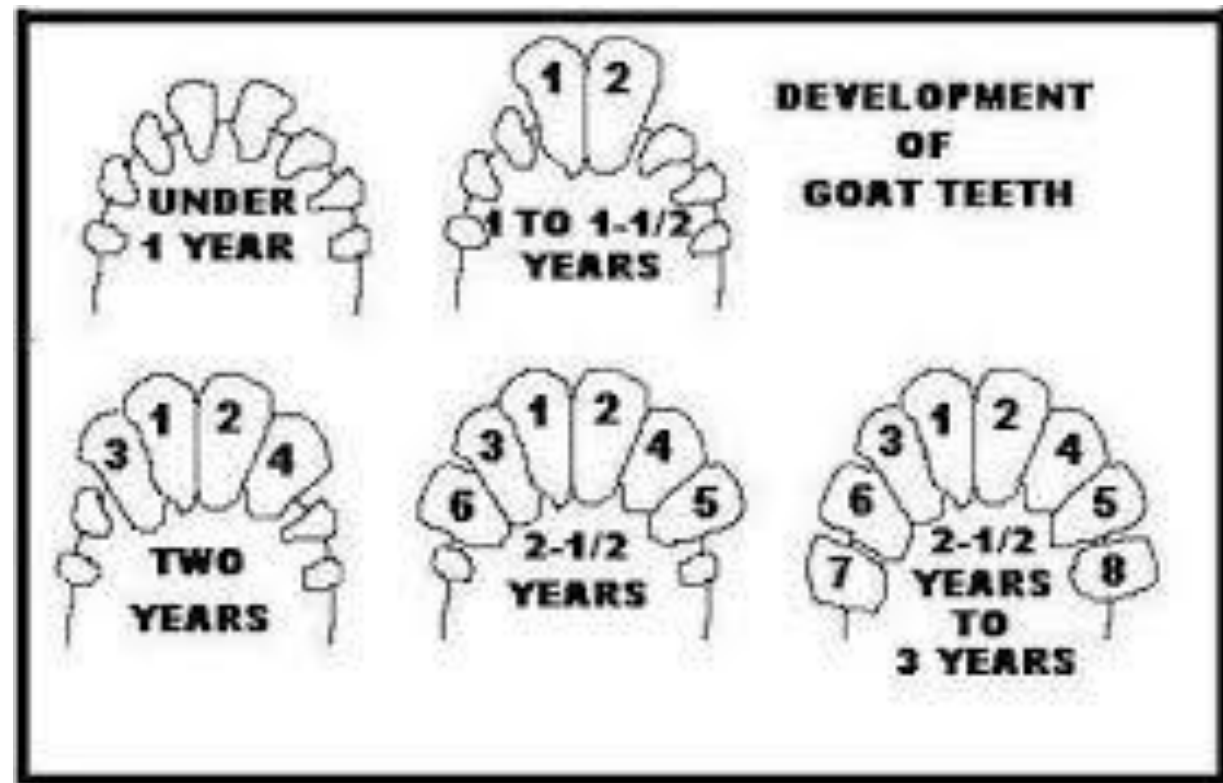 UNDER
1 YEAR
1 2
1 TO 1-1/2
YEARS
DEVELOPMENT
OF
GOAT TEETH
3 1 2 4
TWO
YEARS
6 3 1 2 4 5
2-1/2
YEARS
7 6 3 1 2 4 5 8
2-1/2
YEARS
TO
3 YEARS